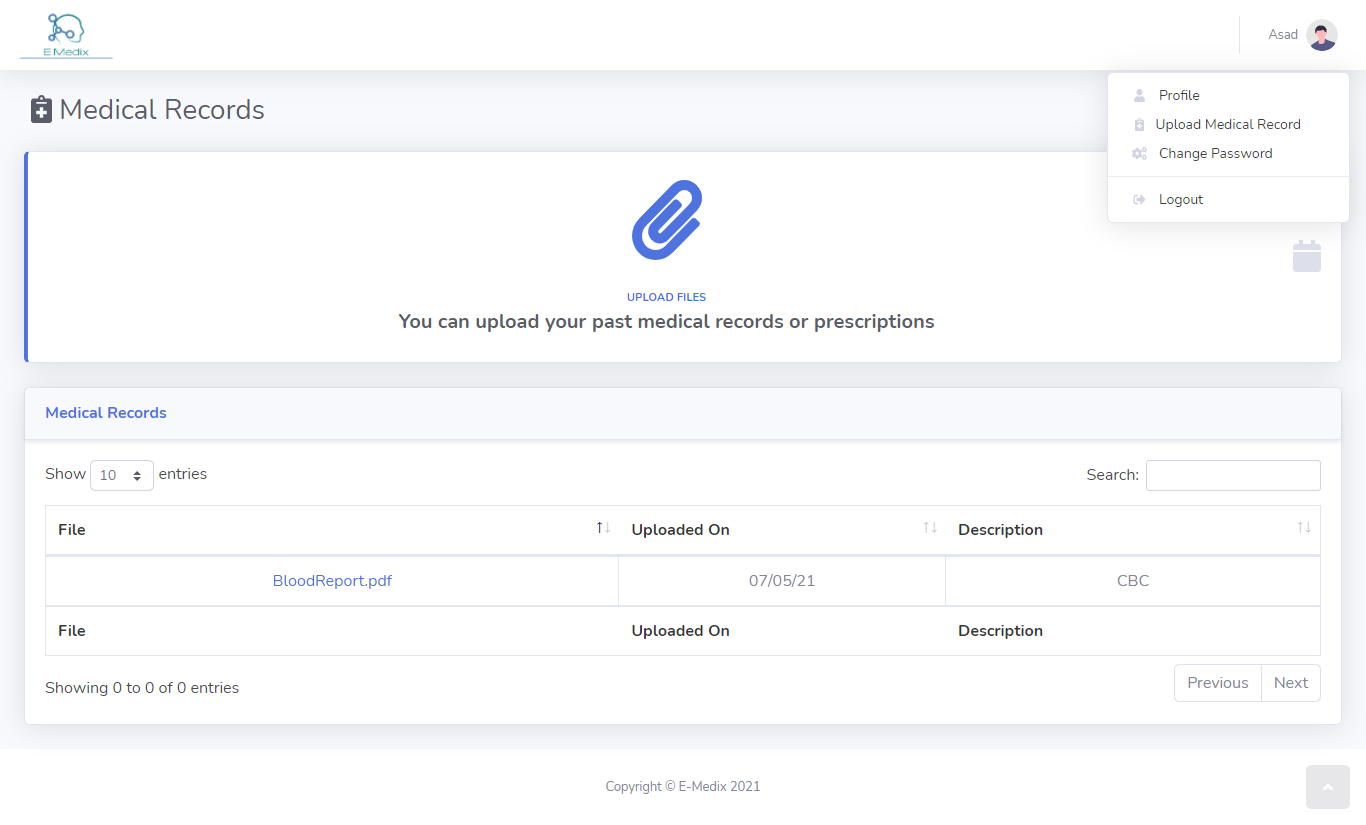 E Medix
Asad
Profile
Upload Medical Record
Change Password
Logout
Medical Records
UPLOAD FILES
You can upload your past medical records or prescriptions
Medical Records
Show 10 entries
Search:
File Uploaded On Description
BloodReport.pdf 07/05/21 CBC
File Uploaded On Description
Showing 0 to 0 of 0 entries
Previous Next
Copyright © E-Medix 2021